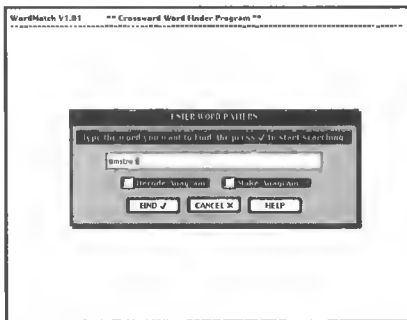 WordMatch V1.01 ** Crossword Word Finder Program **
ENTER WORD PATTERN
Type the word you want to find the press ✓ to start searching
amstra
Decode Anagram Make Anagram
FIND ✓ CANCEL X HELP